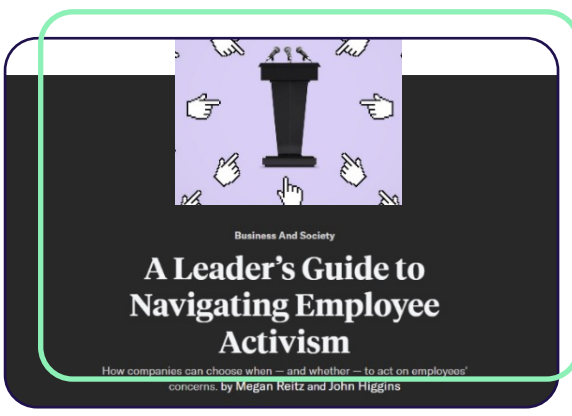 Business And Society
A Leader’s Guide to
Navigating Employee
Activism
How companies can choose when — and whether — to act on employees’
concerns. by Megan Reitz and John Higgins